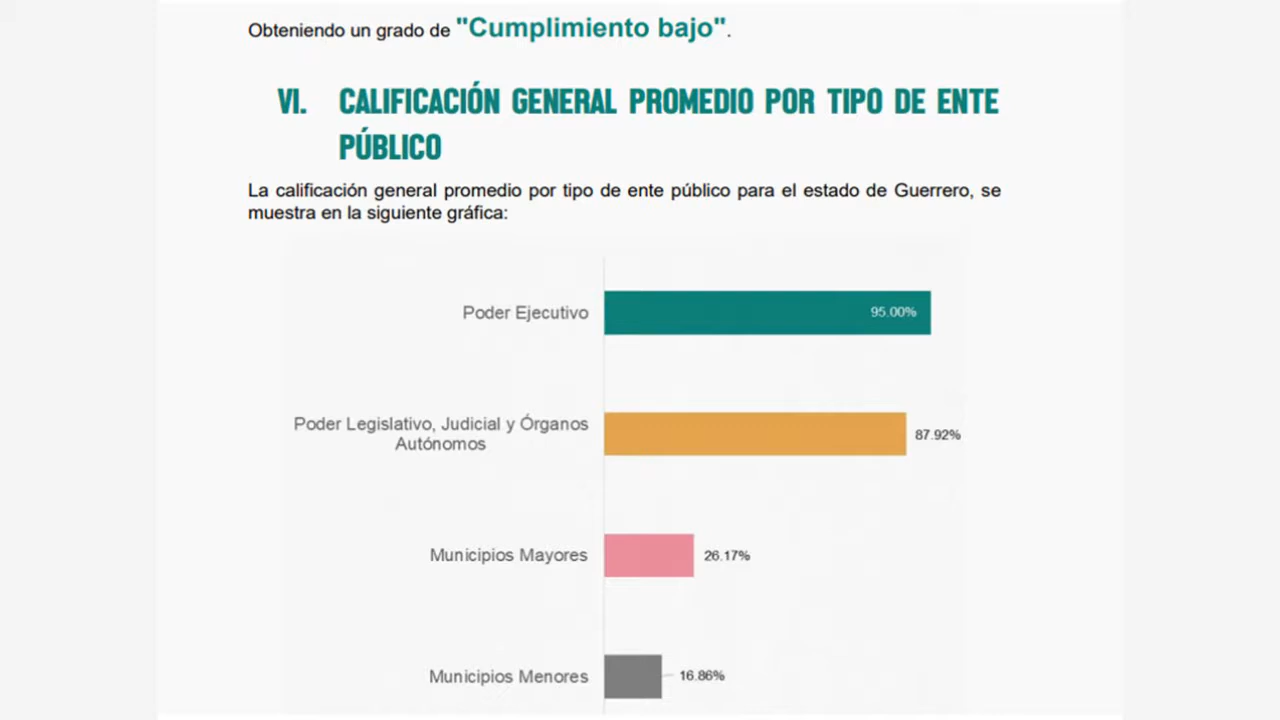 Obteniendo un grado de "Cumplimiento bajo".
VI. CALIFICACIÓN GENERAL PROMEDIO POR TIPO DE ENTE
PÚBLICO
La calificación general promedio por tipo de ente público para el estado de Guerrero, se
muestra en la siguiente gráfica:
Poder Ejecutivo 95.00%
Poder Legislativo, Judicial y Órganos
Autónomos 87.92%
Municipios Mayores 26.17%
Municipios Menores 16.86%